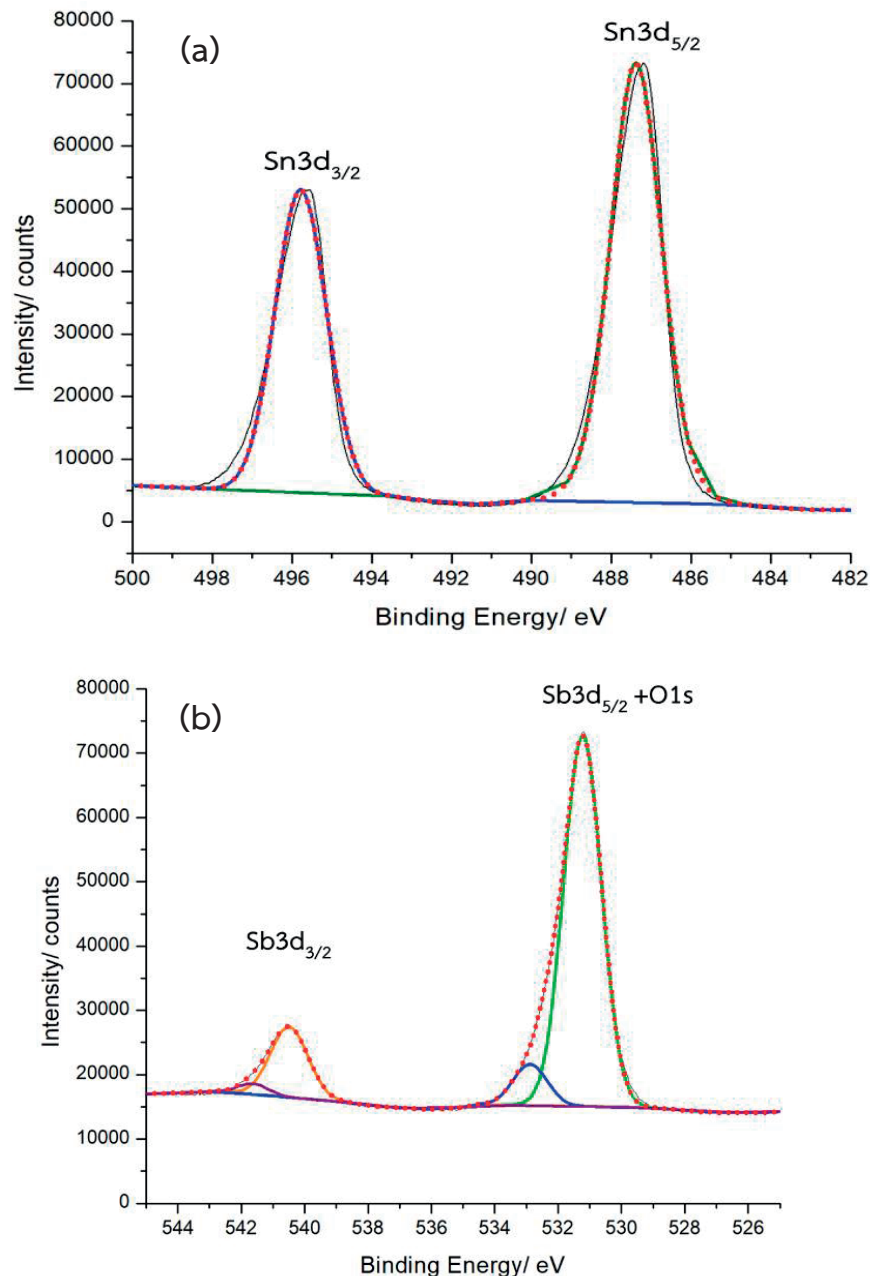 (a)
Sn3d5/2
Sn3d3/2
80000
70000
60000
50000
40000
30000
20000
10000
0
Intensity/ counts
500 498 496 494 492 490 488 486 484 482
Binding Energy/ eV
(b)
Sb3d5/2 +O1s
Sb3d3/2
80000
70000
60000
50000
40000
30000
20000
10000
0
Intensity/ counts
544 542 540 538 536 534 532 530 528 526
Binding Energy/ eV